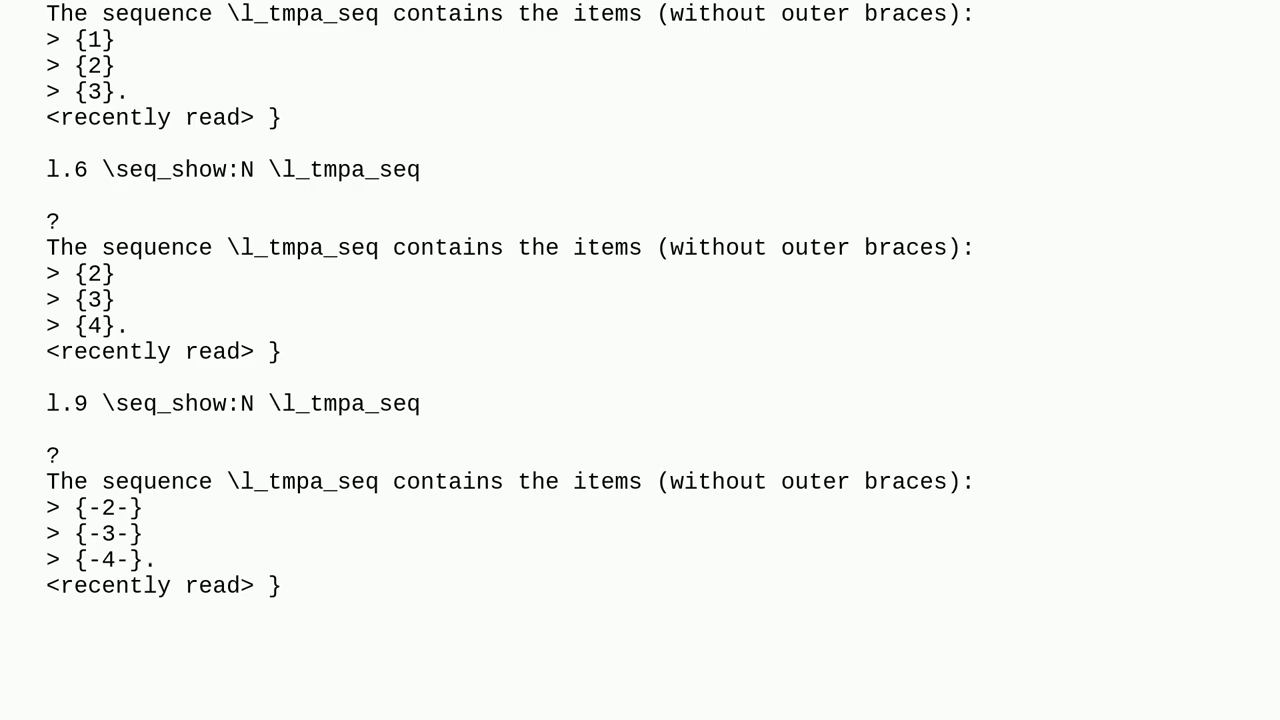 The sequence \l_tmpa_seq contains the items (without outer braces):
> {1}
> {2}
> {3}.
<recently read> }
l.6 \seq_show:N \l_tmpa_seq
?
The sequence \l_tmpa_seq contains the items (without outer braces):
> {2}
> {3}
> {4}.
<recently read> }
l.9 \seq_show:N \l_tmpa_seq
?
The sequence \l_tmpa_seq contains the items (without outer braces):
> {-2-}
> {-3-}
> {-4-}.
<recently read> }